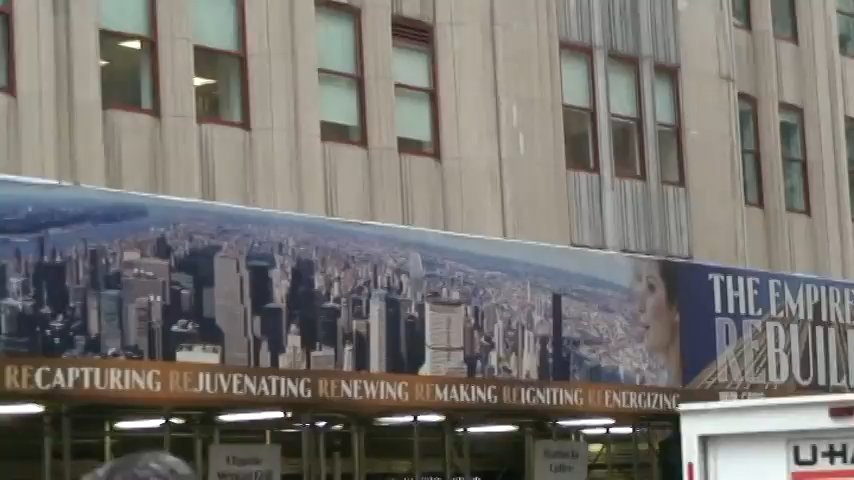 THE EMPIRE
REBUIL
RECAPTURING REJUVENATING RENEWING REMAKING REIGNITING REENERGIZING
U-HA